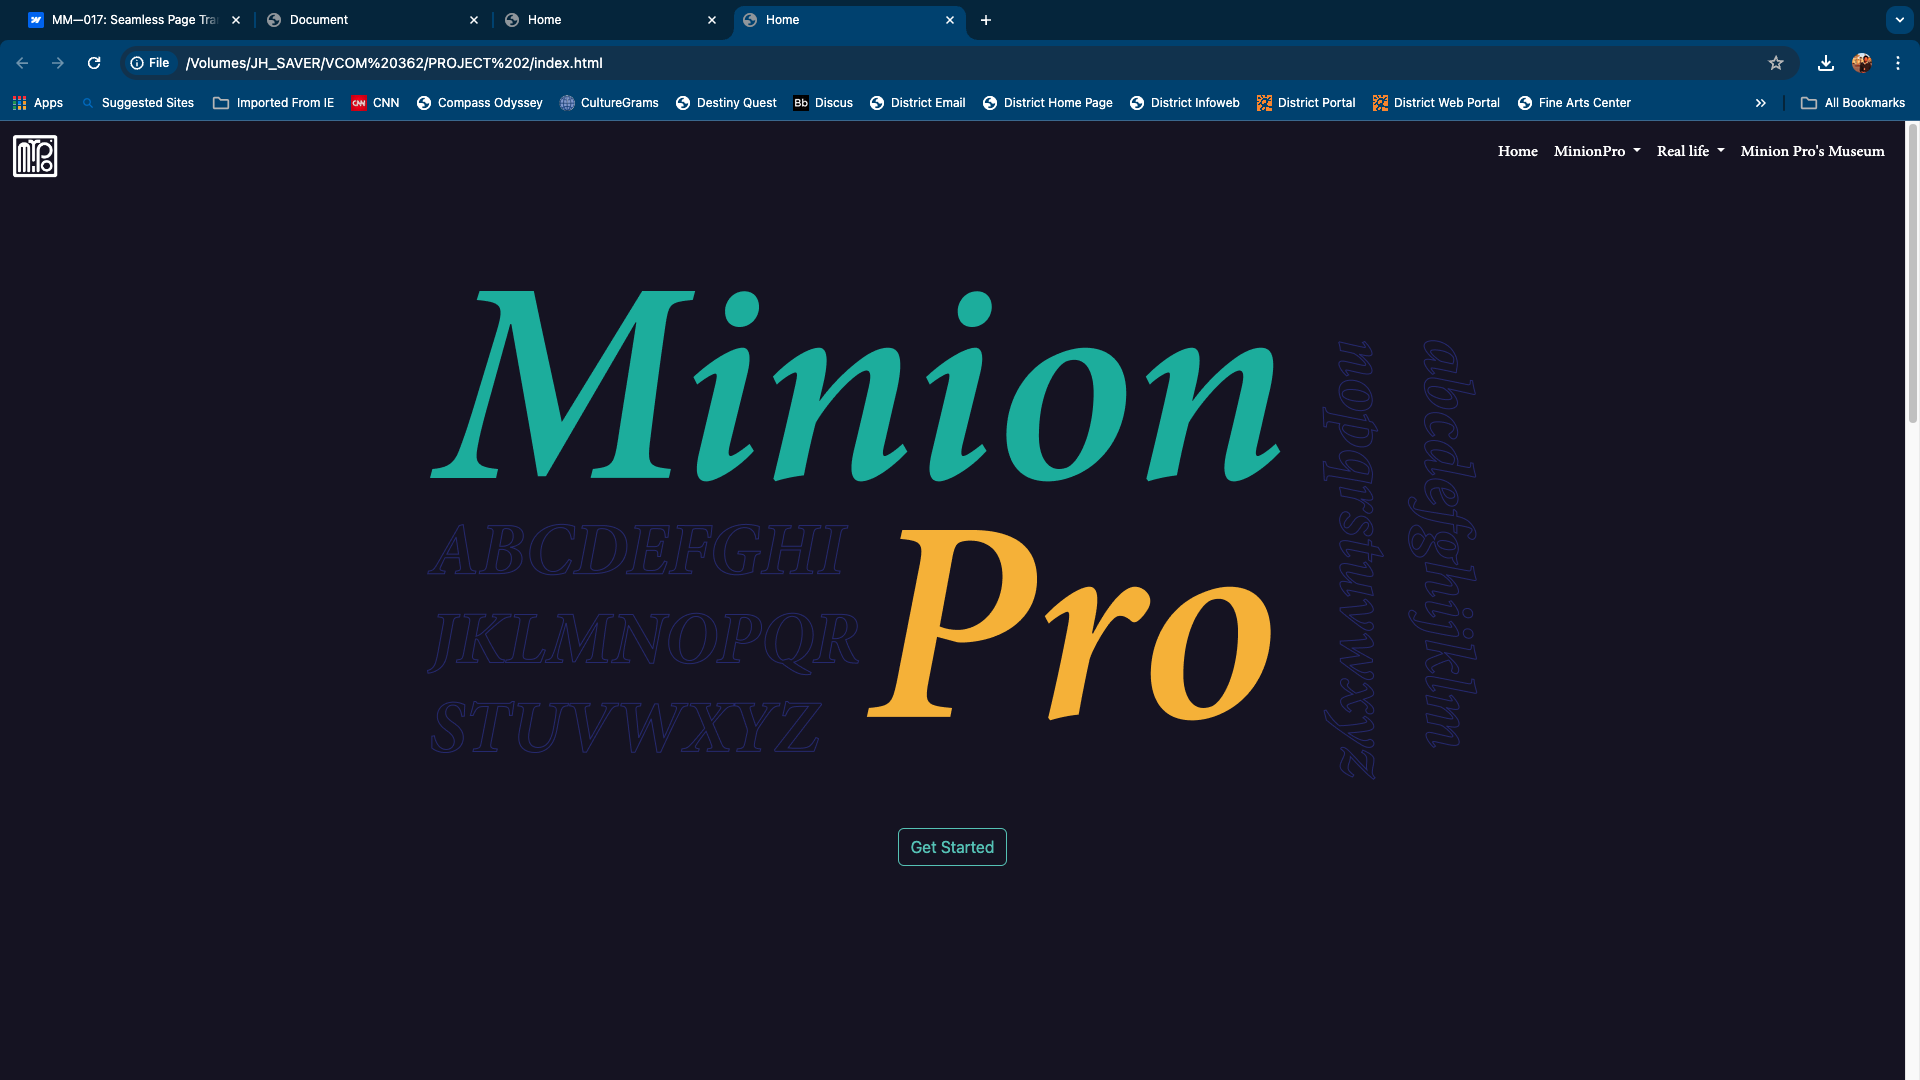 MM—017: Seamless Page Tra
Document
Home
Home
File
/Volumes/JH_SAVER/VCOM%20362/PROJECT%202/index.html
Apps
Suggested Sites
Imported From IE
CNN
CNN
Compass Odyssey
CultureGrams
Destiny Quest
Bb
Discus
District Email
District Home Page
District Infoweb
District Portal
District Web Portal
Fine Arts Center
»
All Bookmarks
Home
MinionPro
Real life
Minion Pro's Museum
Minion
Pro
ABCDEFGHI
JKLMNOPQR
STUVWXYZ
abcdefghijklm
nopqrstuvwxyz
Get Started